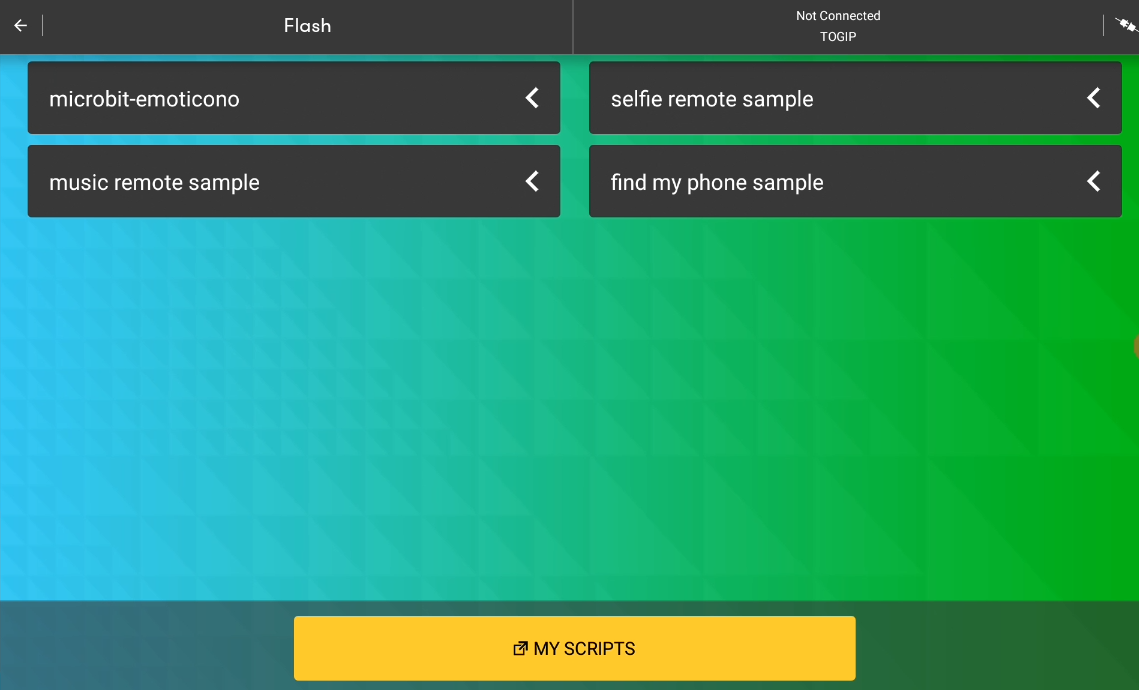 Flash
Not Connected
TOGIP
microbit-emoticono
selfie remote sample
music remote sample
find my phone sample
MY SCRIPTS